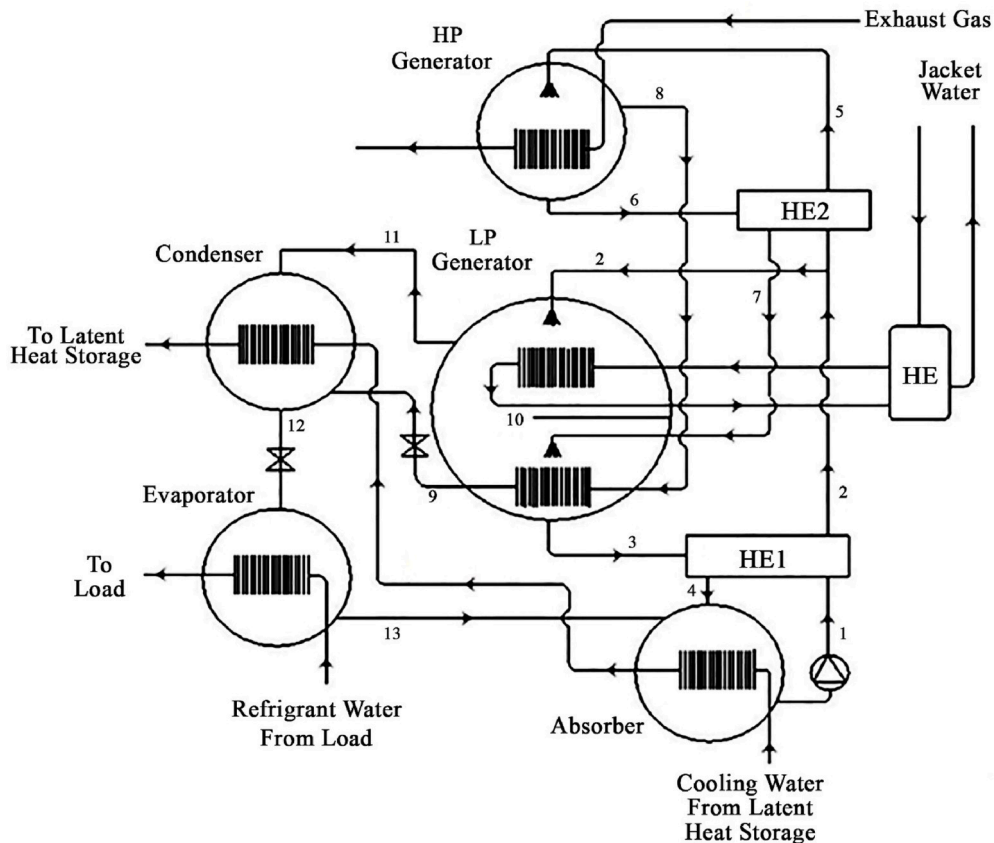 Exhaust Gas
HP
Generator
Jacket
Water
8
5
6
HE2
11
LP
Generator
Condenser
2
7
To Latent
Heat Storage
HE
10
12
Evaporator
9
2
3
HE1
To
Load
4
13
1
Refrigrant Water
From Load
Absorber
Cooling Water
From Latent
Heat Storage